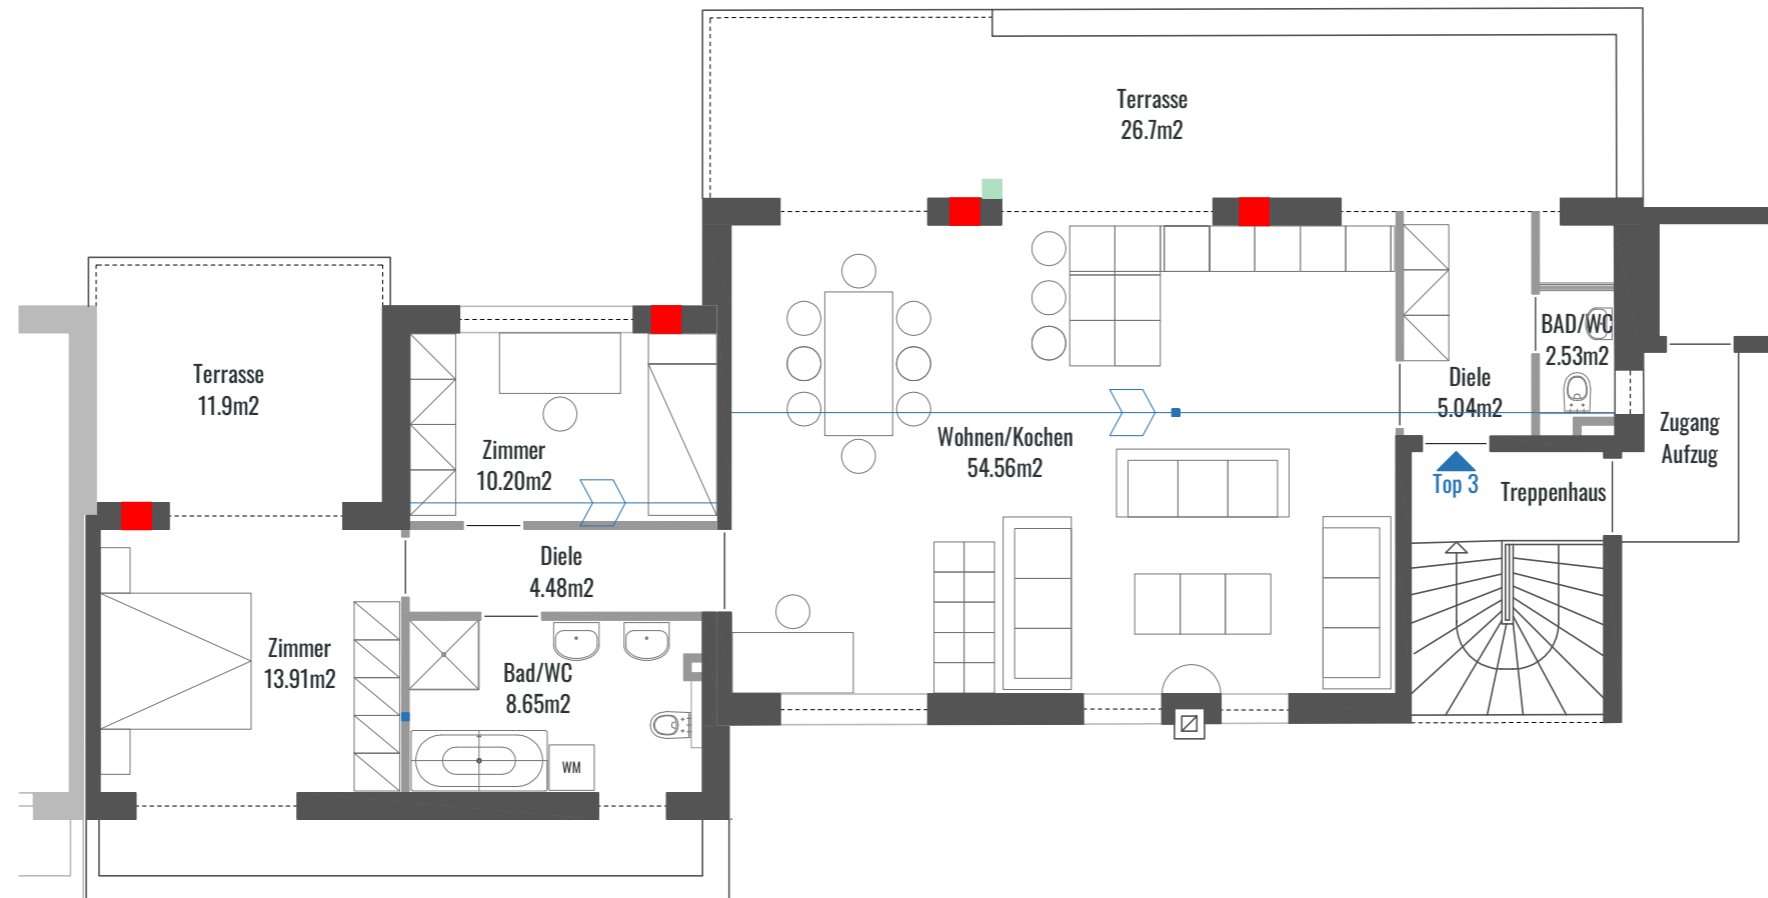 Terrasse
26.7m2
Terrasse
11.9m2
Zimmer
10.20m2
Wohnen/Kochen
54.56m2
Diele
5.04m2
BAD/WC
2.53m2
Zugang
Aufzug
Top 3
Treppenhaus
Diele
4.48m2
Zimmer
13.91m2
Bad/WC
8.65m2
WM